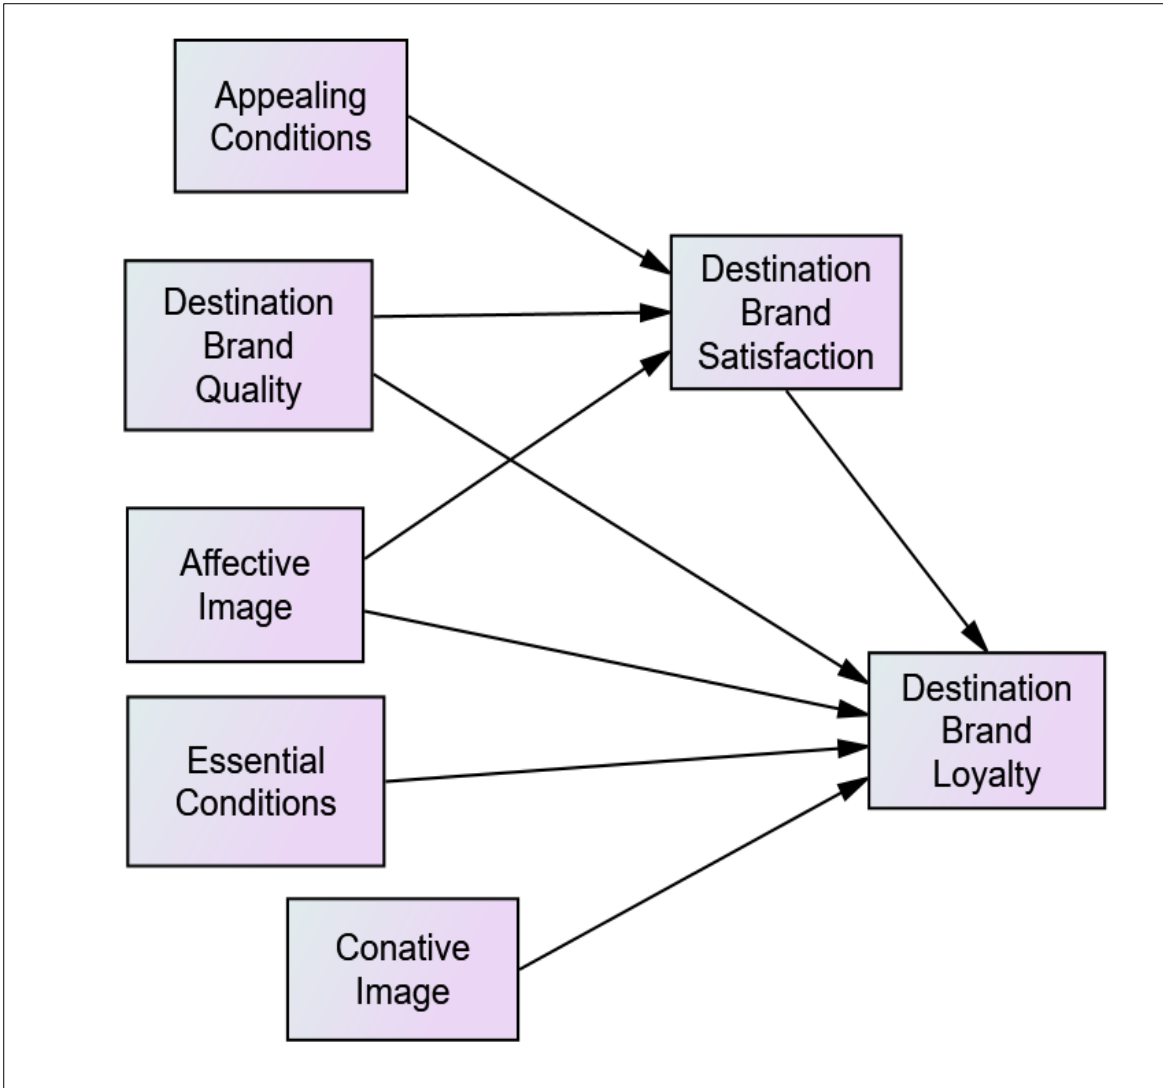 Appealing
Conditions
Destination
Brand
Quality
Affective
Image
Essential
Conditions
Conative
Image
Destination
Brand
Satisfaction
Destination
Brand
Loyalty